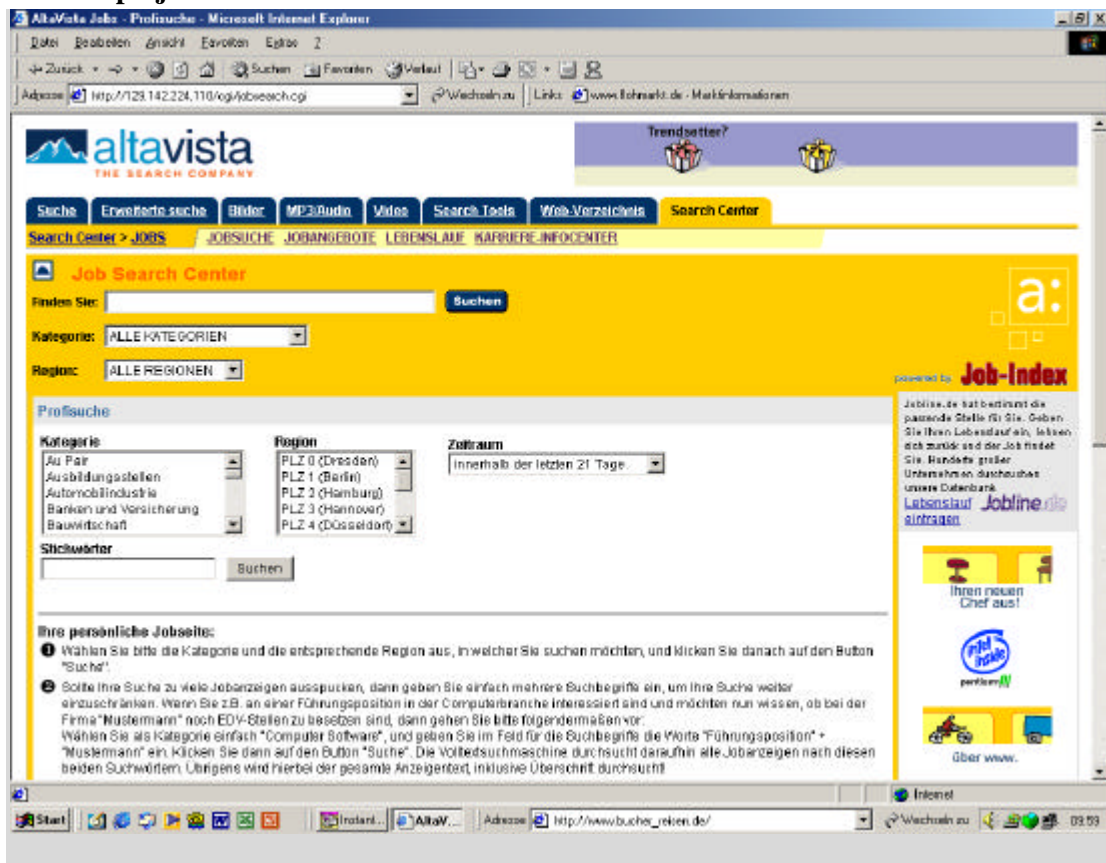 AltaVista Jobs - Profisuche - Microsoft Internet Explorer
Datei Bearbeiten Ansicht Favoriten Extras ?
Zurück Suchen Favoriten Verlauf
Adresse http://129.142.224.110/cgi/jobsearch.cgi Wechseln zu Links www.flohmarkt.de - Marktinformationen
altavista
THE SEARCH COMPANY
Trendsetter?
Suche Erweiterte suche Bilder MP3/Audio Video Search Tools Web-Verzeichnis Search Center
Search Center > JOBS JOBSUCHE JOBANGEBOTE LEBENSLAUF KARRIERE-INFOCENTER
Job Search Center
Finden Sie: Suchen
a:
Kategorie: ALLE KATEGORIEN
Region: ALLE REGIONEN
powered by Job-Index
Profisuche
Kategorie Region Zeitraum
Au Pair PLZ 0 (Dresden) innerhalb der letzten 21 Tage
Ausbildungsstellen PLZ 1 (Berlin)
Automobilindustrie PLZ 2 (Hamburg)
Banken und Versicherung PLZ 3 (Hannover)
Bauwirtschaft PLZ 4 (Düsseldorf)
Stichwörter
Suchen
Jobline.de hat bestimmt die
passende Stelle für Sie. Geben
Sie Ihren Lebenslauf ein, lehnen
sich zurück und der Job findet
Sie. Hunderte großer
Unternehmen durchsuchen
unsere Datenbank
Lebenslauf Jobline.de
eintragen
Ihren neuen
Chef aus!
intel
inside
pentium III
über www.
Ihre persönliche Jobseite:
1 Wählen Sie bitte die Kategorie und die entsprechende Region aus, in welcher Sie suchen möchten, und klicken Sie danach auf den Button
"Suche".
2 Sollte Ihre Suche zu viele Jobanzeigen ausspucken, dann geben Sie einfach mehrere Suchbegriffe ein, um Ihre Suche weiter
einzuschränken. Wenn Sie z.B. an einer Führungsposition in der Computerbranche interessiert sind und möchten nun wissen, ob bei der
Firma "Mustermann" noch EDV-Stellen zu besetzen sind, dann gehen Sie bitte folgendermaßen vor:
Wählen Sie als Kategorie einfach "Computer Software", und geben Sie im Feld für die Suchbegriffe die Worte "Führungsposition" +
"Mustermann" ein. Klicken Sie dann auf den Button "Suche". Die Volltextsuchmaschine durchsucht daraufhin alle Jobanzeigen nach diesen
beiden Suchwörtern. Übrigens wird hierbei der gesamte Anzeigentext, inklusive Überschrift durchsucht!
Internet
Start Instant... AltaV... Adresse http://www.bucher_reisen.de/ Wechseln zu 09:59